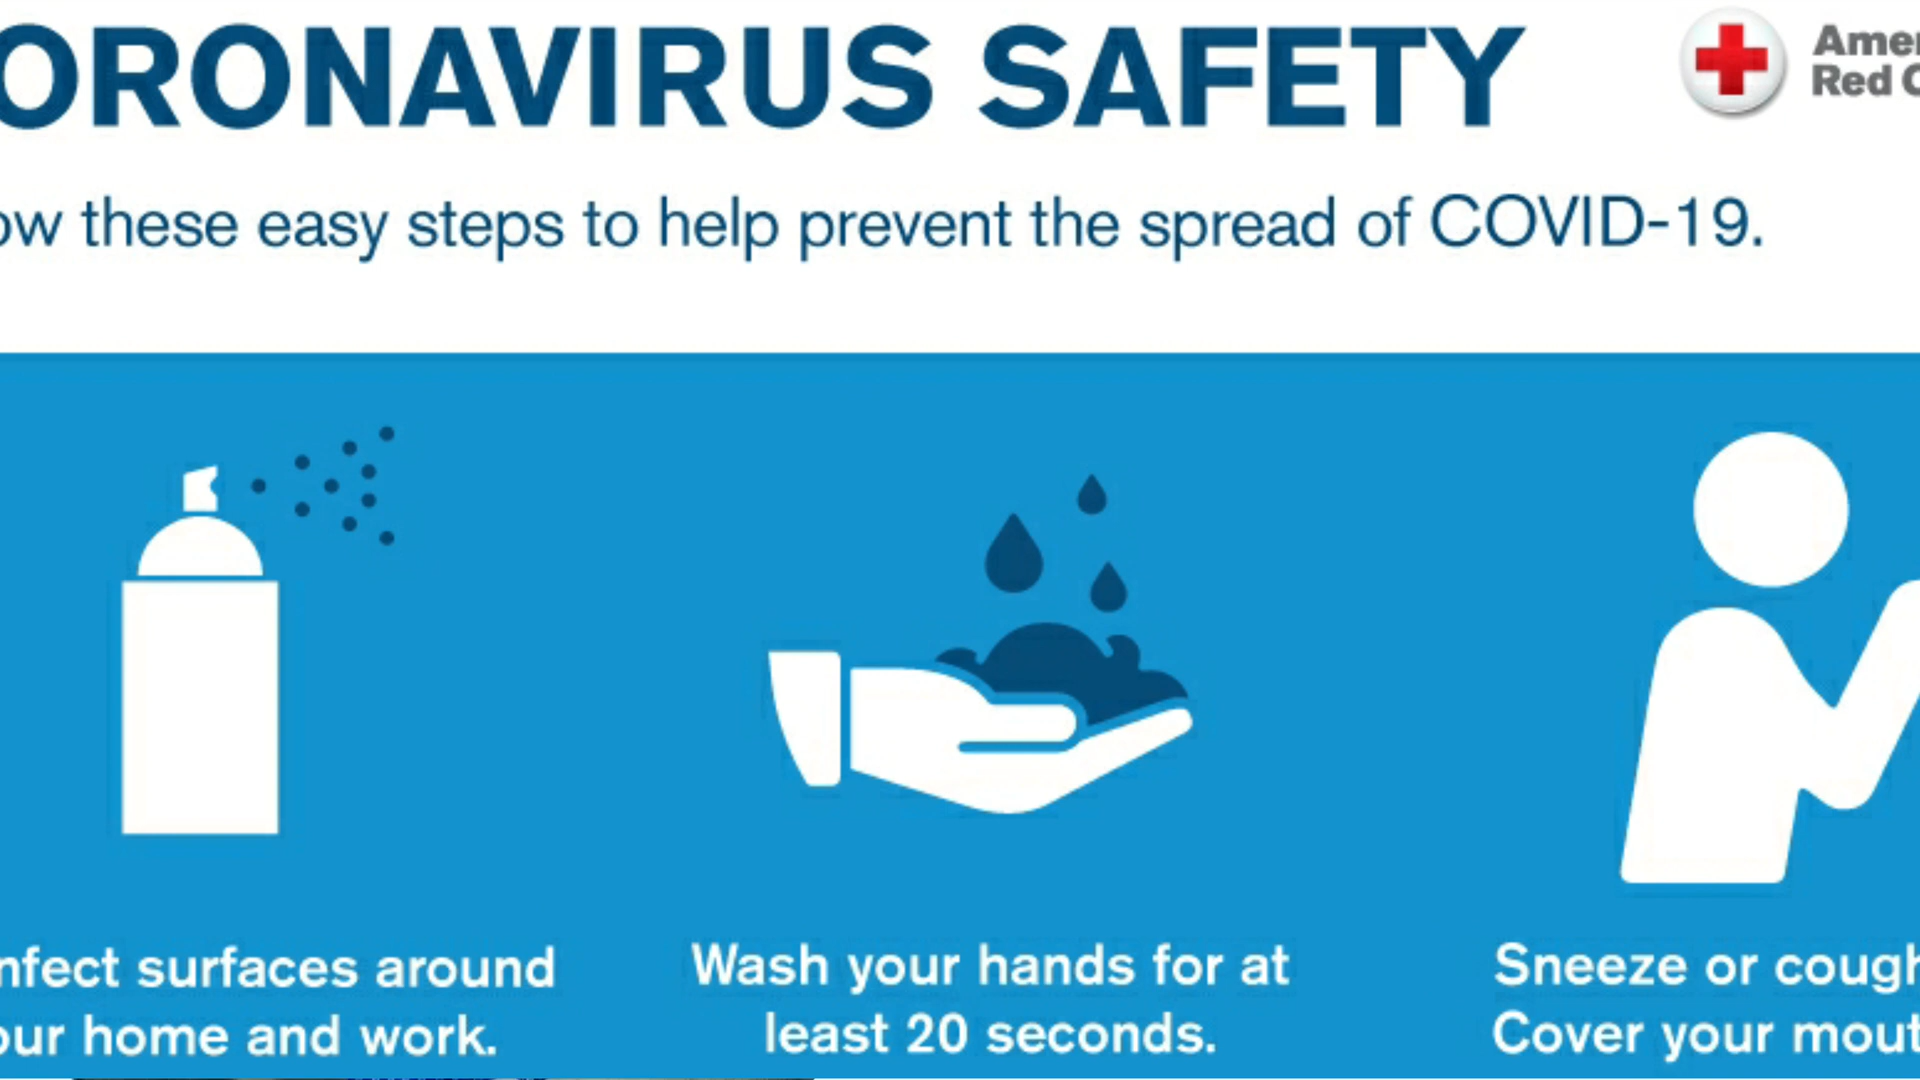 ORONAVIRUS SAFETY
Amer
Red C
ow these easy steps to help prevent the spread of COVID-19.
nfect surfaces around
our home and work.
Wash your hands for at
least 20 seconds.
Sneeze or cough
Cover your mout